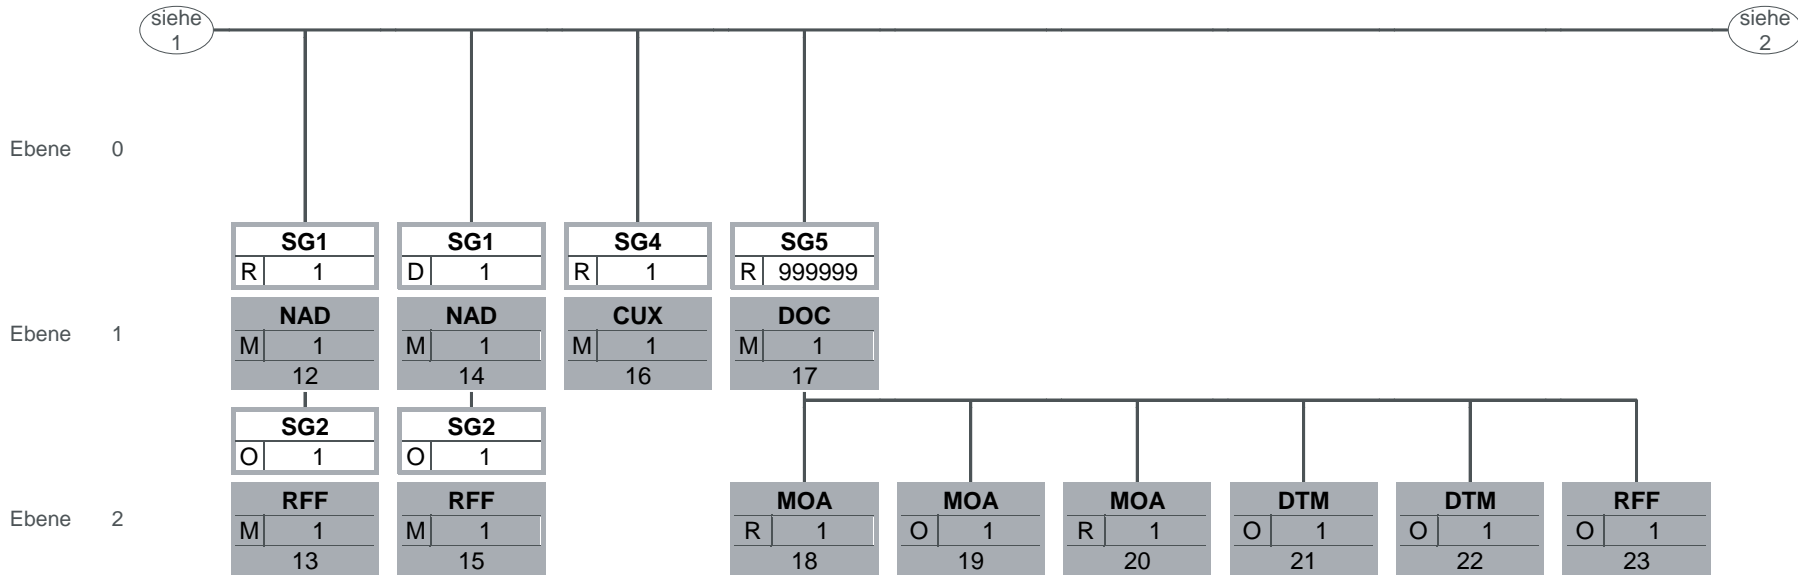 siehe
1
siehe
2
Ebene 0
SG1
R 1
SG1
D 1
SG4
R 1
SG5
R 999999
Ebene 1
NAD
M 1
12
NAD
M 1
14
CUX
M 1
16
DOC
M 1
17
SG2
O 1
SG2
O 1
Ebene 2
RFF
M 1
13
RFF
M 1
15
MOA
R 1
18
MOA
O 1
19
MOA
R 1
20
DTM
O 1
21
DTM
O 1
22
RFF
O 1
23